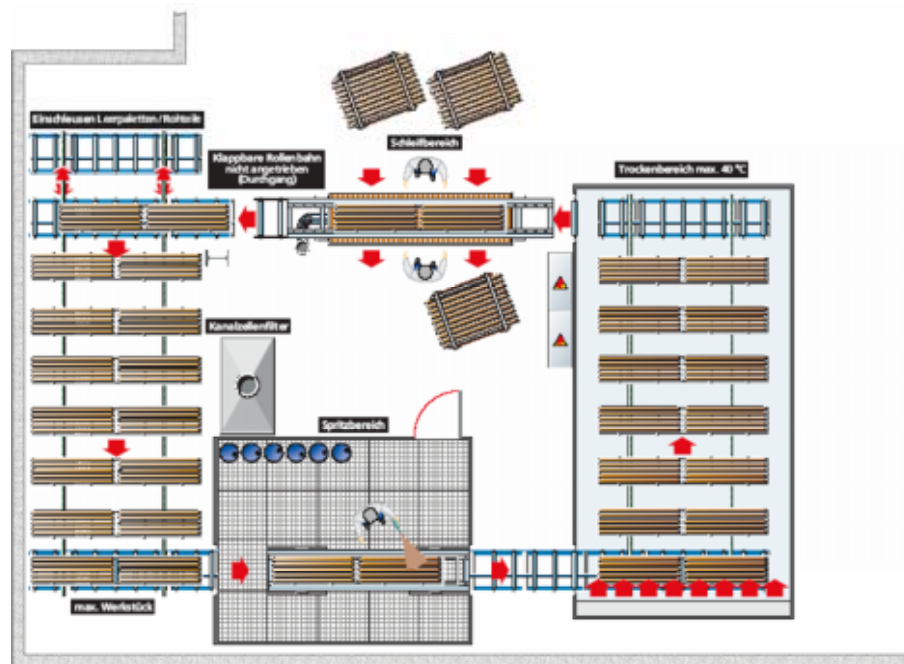 Einschleusen Leerpaletten/Rohteile
Klappbare Rollenbahn
nicht angetrieben
(Durchgang)
Schleifbereich
Trockenbereich max. 40 °C
Kanalzellenfilter
Spritzbereich
max. Werkstück